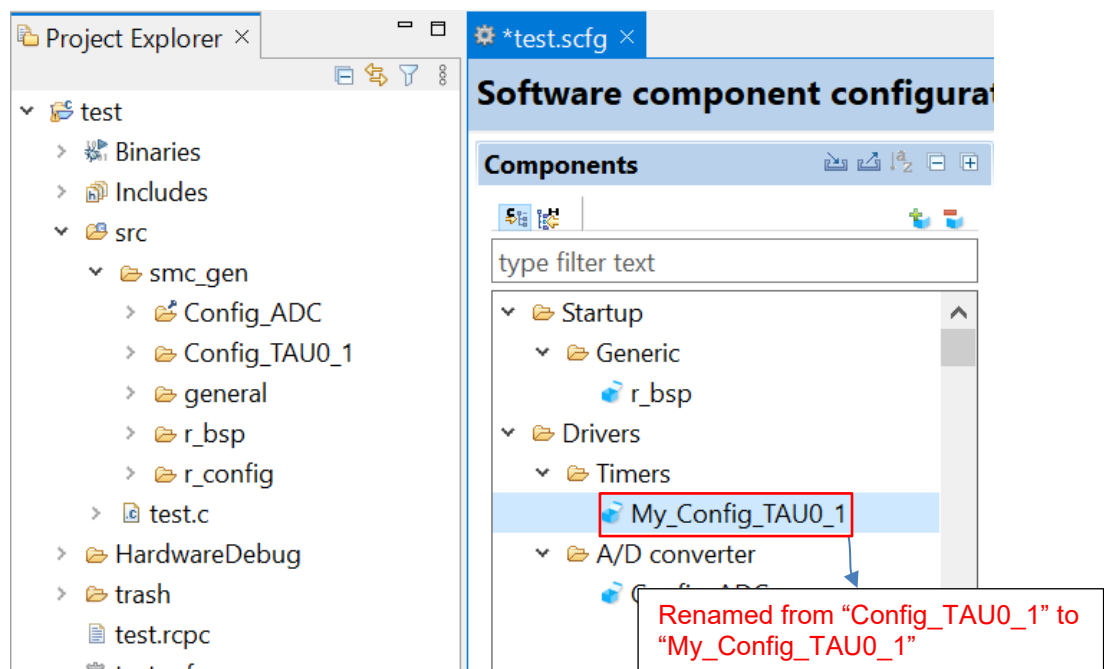 Project Explorer
test
Binaries
Includes
src
smc_gen
Config_ADC
Config_TAU0_1
general
r_bsp
r_config
test.c
HardwareDebug
trash
test.rcpc
*test.scfg
Software component configura
Components
type filter text
Startup
Generic
r_bsp
Drivers
Timers
My_Config_TAU0_1
A/D converter
Renamed from “Config_TAU0_1” to
“My_Config_TAU0_1”